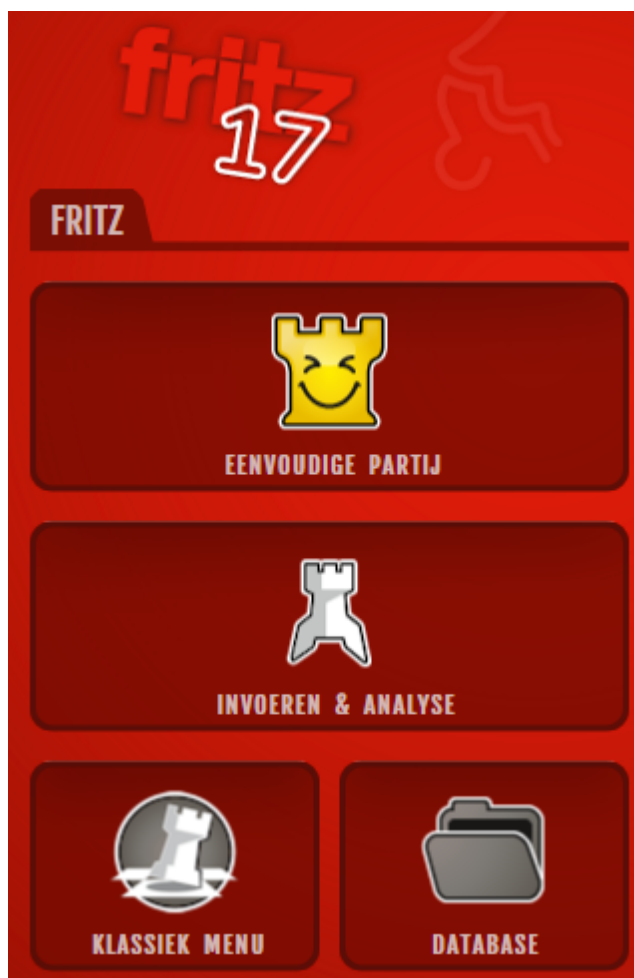 fritz
17
FRITZ
EENVOUDIGE PARTIJ
INVOEREN & ANALYSE
KLASSIEK MENU
DATABASE